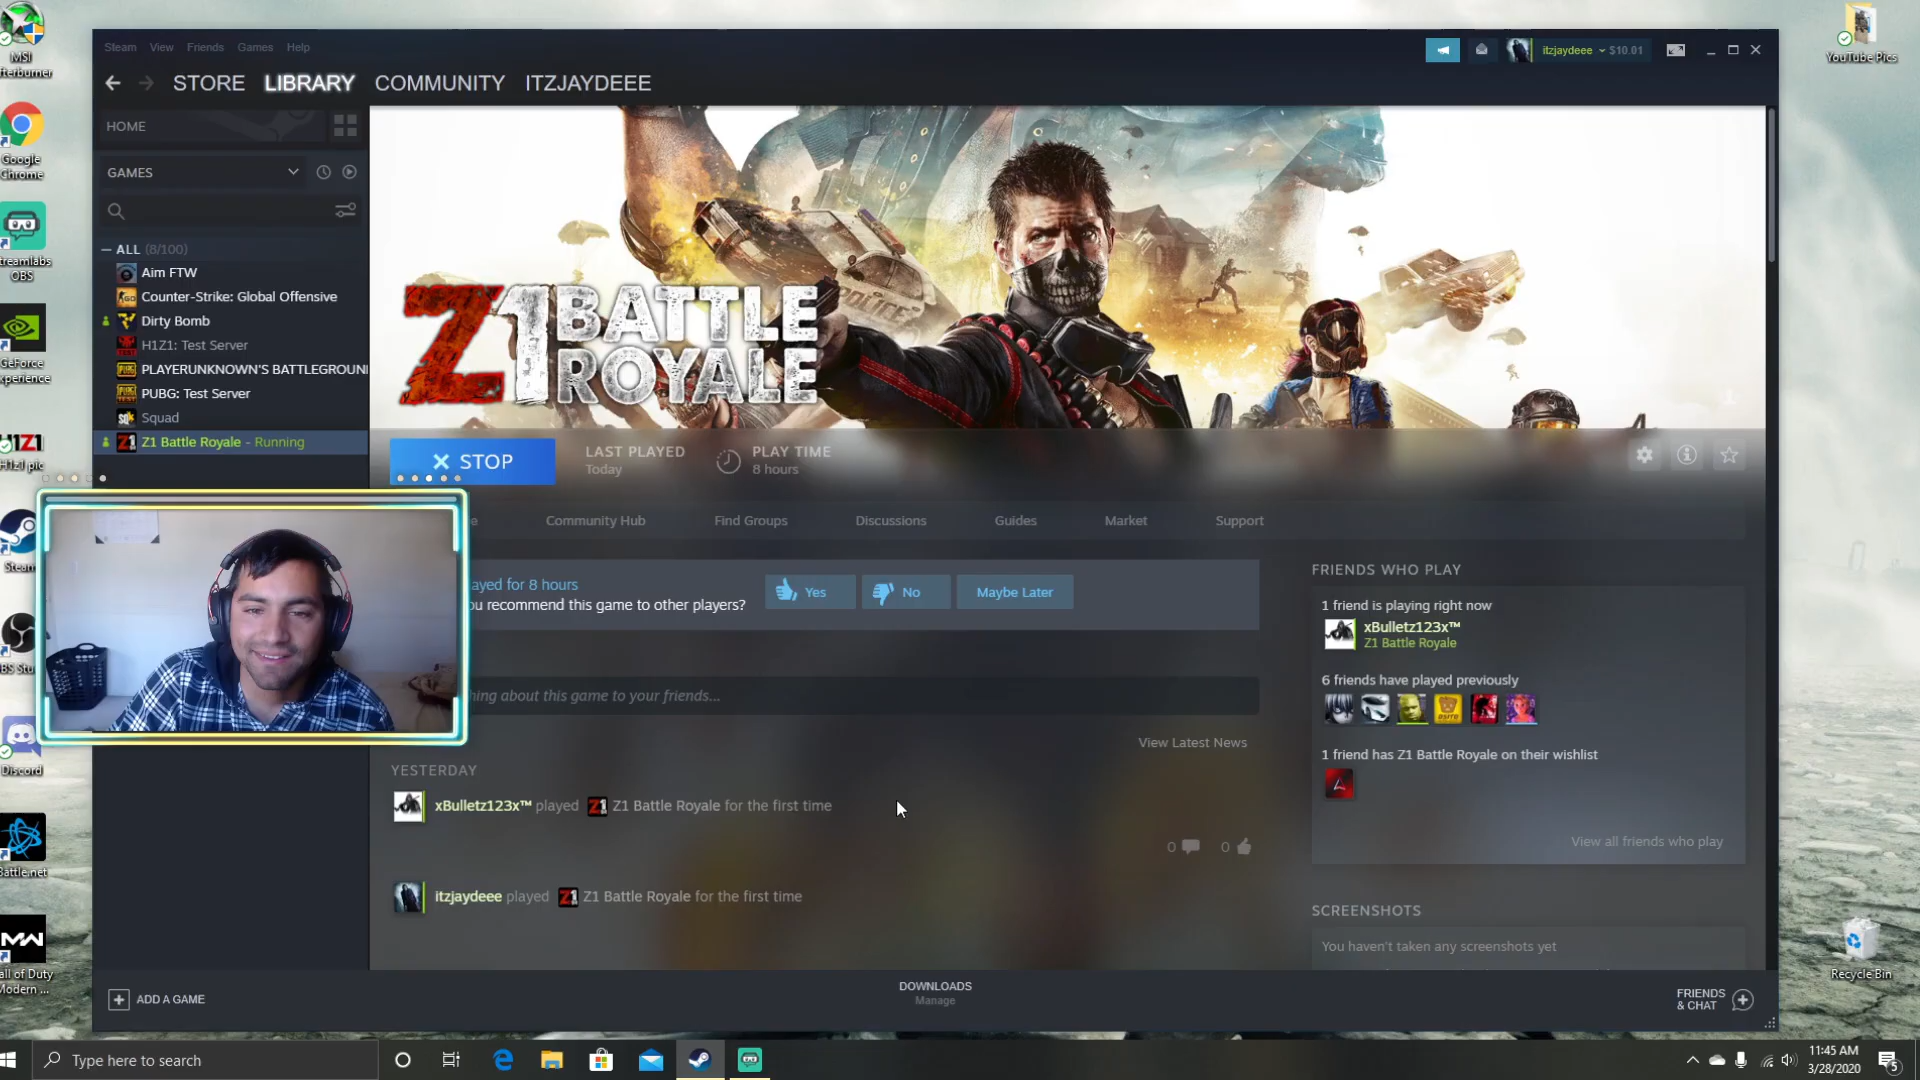 MSI
fterburner
Google
Chrome
treamlabs
OBS
GeForce
xperience
H1Z1 pic
Steam
BS Stu
Discord
Battle.net
all of Duty
Modern ...
YouTube Pics
Recycle Bin
Steam View Friends Games Help
itzjaydeee $10.01
STORE LIBRARY COMMUNITY ITZJAYDEEE
HOME
GAMES
— ALL (8/100)
Aim FTW
Counter-Strike: Global Offensive
Dirty Bomb
H1Z1: Test Server
PLAYERUNKNOWN'S BATTLEGROUN
PUBG: Test Server
Squad
Z1 Battle Royale - Running
Z1 BATTLE
ROYALE
POLICE
STOP
LAST PLAYED
Today
PLAY TIME
8 hours
Community Hub Find Groups Discussions Guides Market Support
ayed for 8 hours
ou recommend this game to other players?
Yes No Maybe Later
hing about this game to your friends...
View Latest News
YESTERDAY
xBulletz123x™ played Z1 Battle Royale for the first time
0 0
itzjaydeee played Z1 Battle Royale for the first time
FRIENDS WHO PLAY
1 friend is playing right now
xBulletz123x™
Z1 Battle Royale
6 friends have played previously
1 friend has Z1 Battle Royale on their wishlist
View all friends who play
SCREENSHOTS
You haven't taken any screenshots yet
ADD A GAME
DOWNLOADS
Manage
FRIENDS
& CHAT
Type here to search
11:45 AM
3/28/2020
5